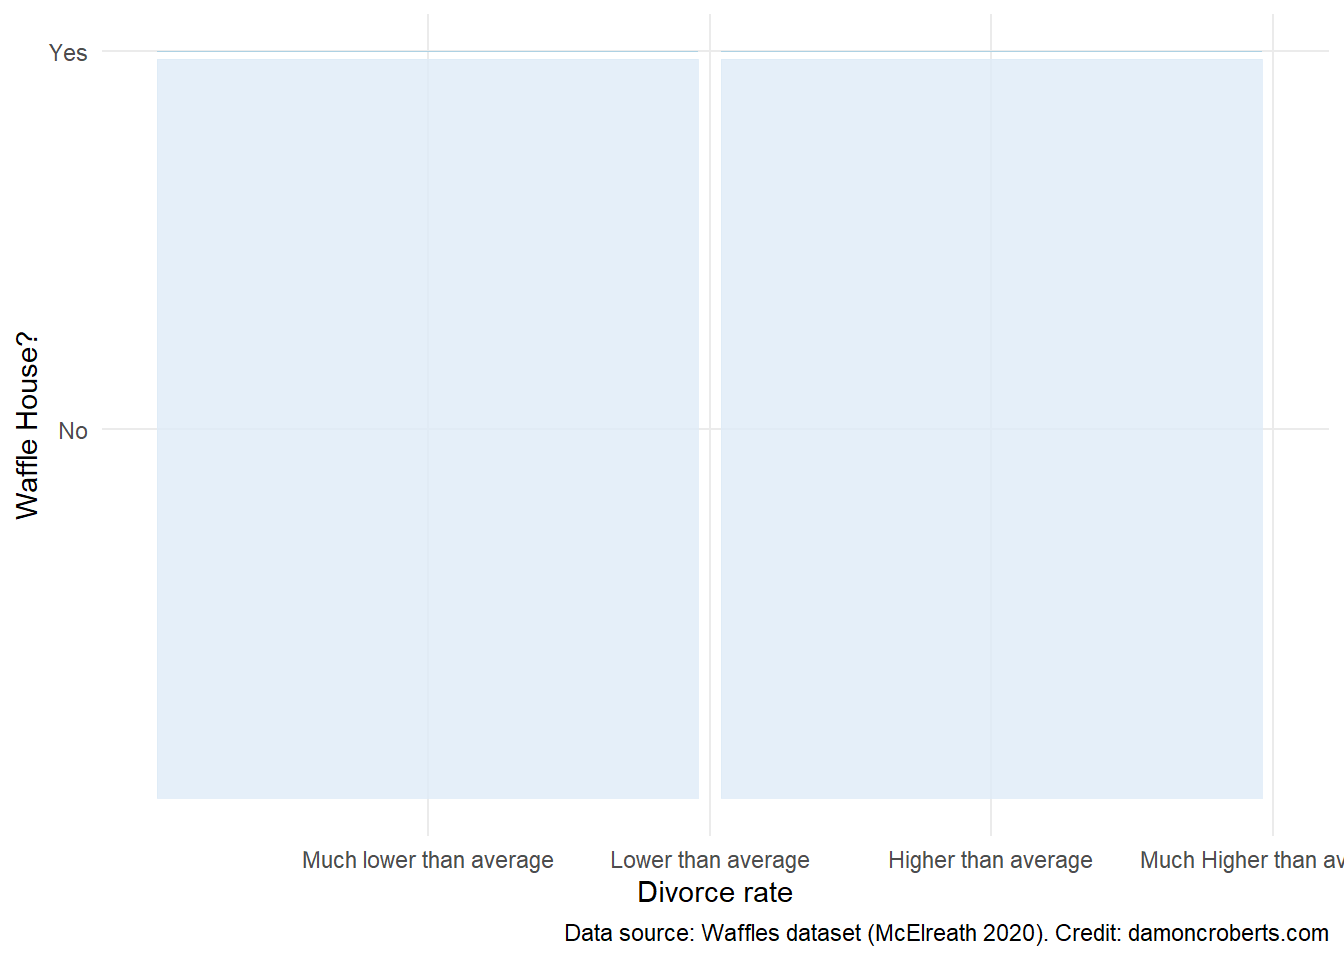 Yes
No
Waffle House?
Much lower than average Lower than average Higher than average Much Higher than
Divorce rate
Data source: Waffles dataset (McElreath 2020). Credit: damoncroberts.com